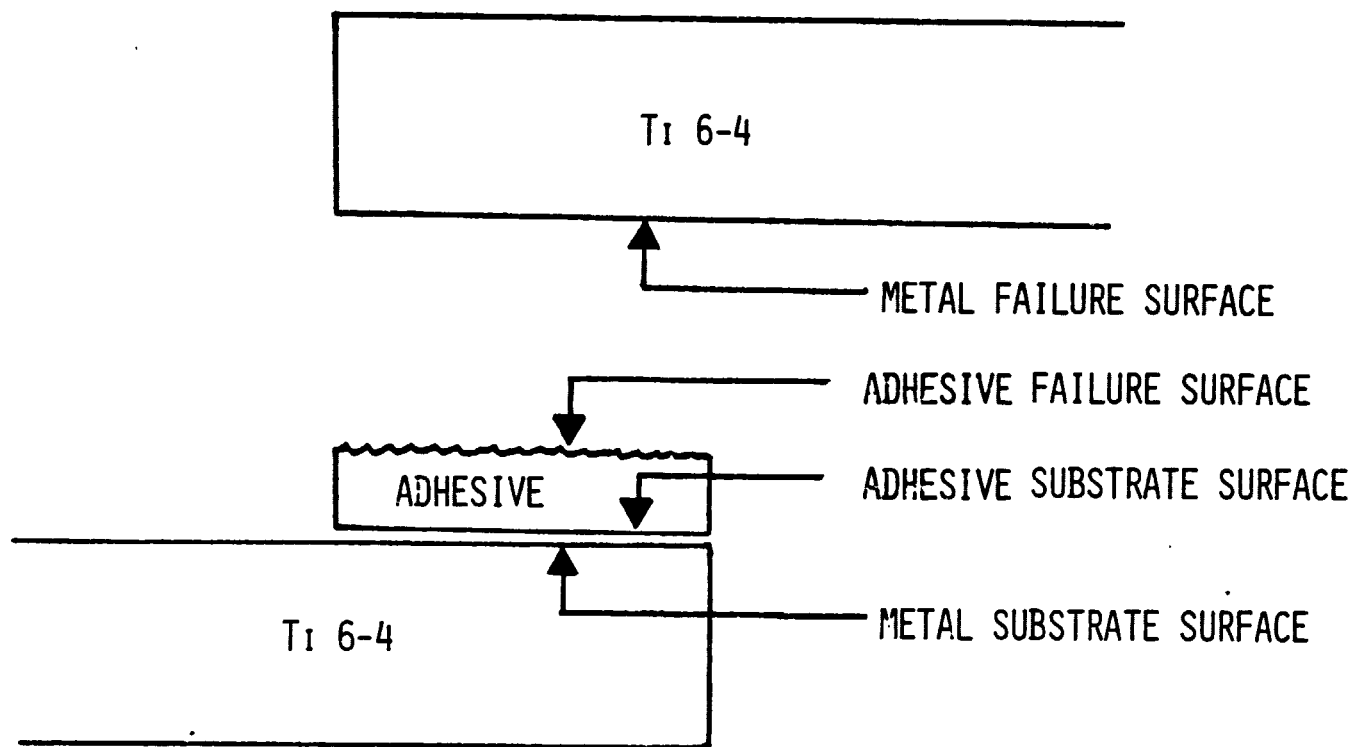 TI 6-4
METAL FAILURE SURFACE
ADHESIVE FAILURE SURFACE
ADHESIVE
ADHESIVE SUBSTRATE SURFACE
TI 6-4
METAL SUBSTRATE SURFACE